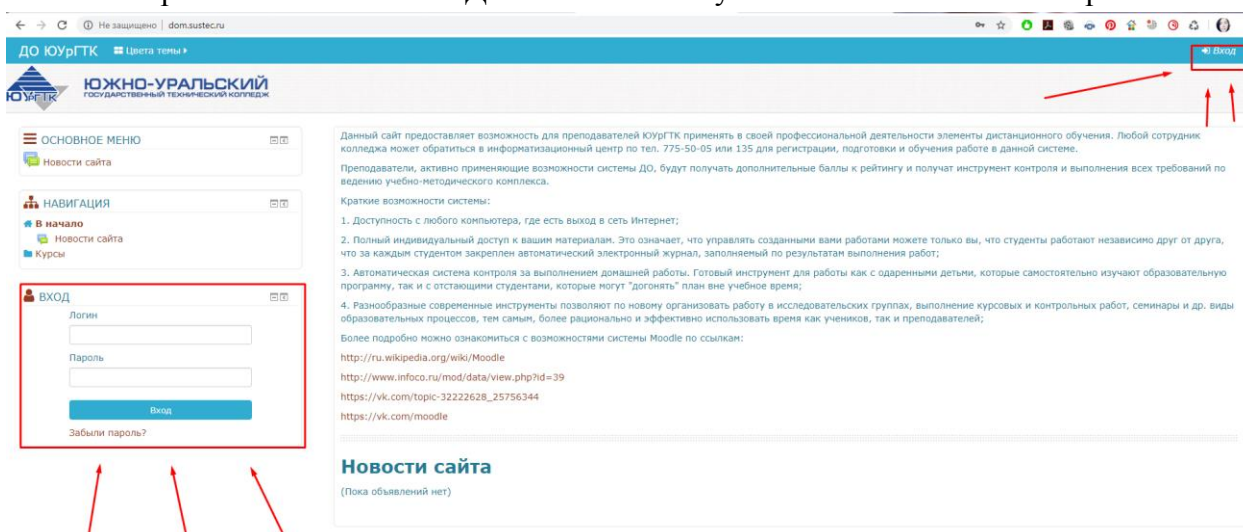 Не защищено | dom.sustec.ru
ДО ЮУрГТК Цвета темы
Вход
ЮУрГТК
ЮЖНО-УРАЛЬСКИЙ
ГОСУДАРСТВЕННЫЙ ТЕХНИЧЕСКИЙ КОЛЛЕДЖ
ОСНОВНОЕ МЕНЮ
Новости сайта
НАВИГАЦИЯ
В начало
Новости сайта
Курсы
ВХОД
Логин
Пароль
Вход
Забыли пароль?
Данный сайт предоставляет возможность для преподавателей ЮУрГТК применять в своей профессиональной деятельности элементы дистанционного обучения. Любой сотрудник
колледжа может обратиться в информатизационный центр по тел. 775-50-05 или 135 для регистрации, подготовки и обучения работе в данной системе.
Преподаватели, активно применяющие возможности системы ДО, будут получать дополнительные баллы к рейтингу и получат инструмент контроля и выполнения всех требований по
ведению учебно-методического комплекса.
Краткие возможности системы:
1. Доступность с любого компьютера, где есть выход в сеть Интернет;
2. Полный индивидуальный доступ к вашим материалам. Это означает, что управлять созданными вами работами можете только вы, что студенты работают независимо друг от друга,
что за каждым студентом закреплен автоматический электронный журнал, заполняемый по результатам выполнения работ;
3. Автоматическая система контроля за выполнением домашней работы. Готовый инструмент для работы как с одаренными детьми, которые самостоятельно изучают образовательную
программу, так и с отстающими студентами, которые могут "догонять" план вне учебное время;
4. Разнообразные современные инструменты позволяют по новому организовать работу в исследовательских группах, выполнение курсовых и контрольных работ, семинары и др. виды
образовательных процессов, тем самым, более рационально и эффективно использовать время как учеников, так и преподавателей;
Более подробно можно ознакомиться с возможностями системы Moodle по ссылкам:
http://ru.wikipedia.org/wiki/Moodle
http://www.infoco.ru/mod/data/view.php?id=39
https://vk.com/topic-32222628_25756344
https://vk.com/moodle
Новости сайта
(Пока объявлений нет)